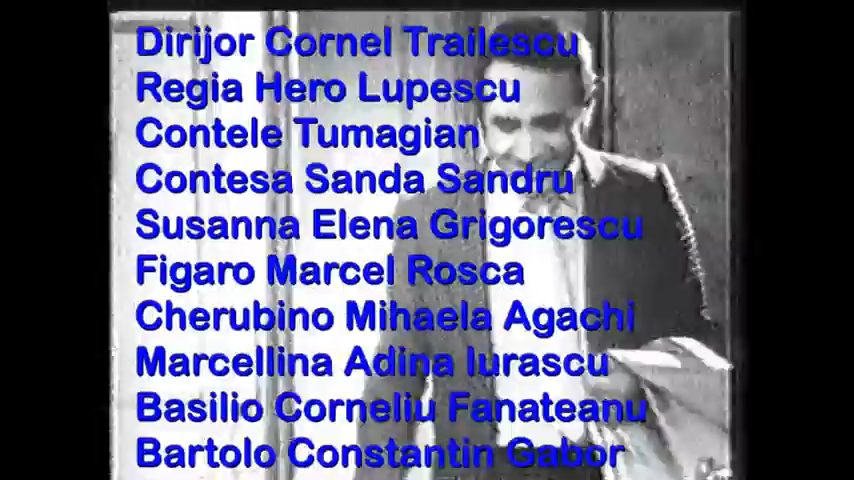 Dirijor Cornel Trailescu
Regia Hero Lupescu
Contele Tumagian
Contesa Sanda Sandru
Susanna Elena Grigorescu
Figaro Marcel Rosca
Cherubino Mihaela Agachi
Marcellina Adina Iurascu
Basilio Corneliu Fanateanu
Bartolo Constantin Gabor